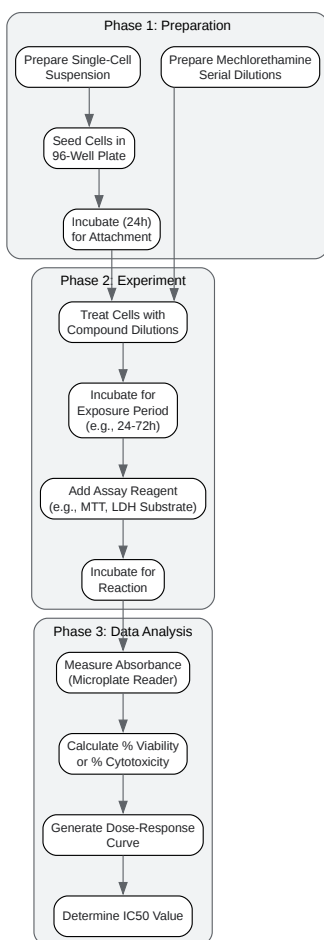 Phase 1: Preparation
Prepare Single-Cell
Suspension
Prepare Mechlorethamine
Serial Dilutions
Seed Cells in
96-Well Plate
Incubate (24h)
for Attachment
Phase 2: Experiment
Treat Cells with
Compound Dilutions
Incubate for
Exposure Period
(e.g., 24-72h)
Add Assay Reagent
(e.g., MTT, LDH Substrate)
Incubate for
Reaction
Phase 3: Data Analysis
Measure Absorbance
(Microplate Reader)
Calculate % Viability
or % Cytotoxicity
Generate Dose-Response
Curve
Determine IC50 Value